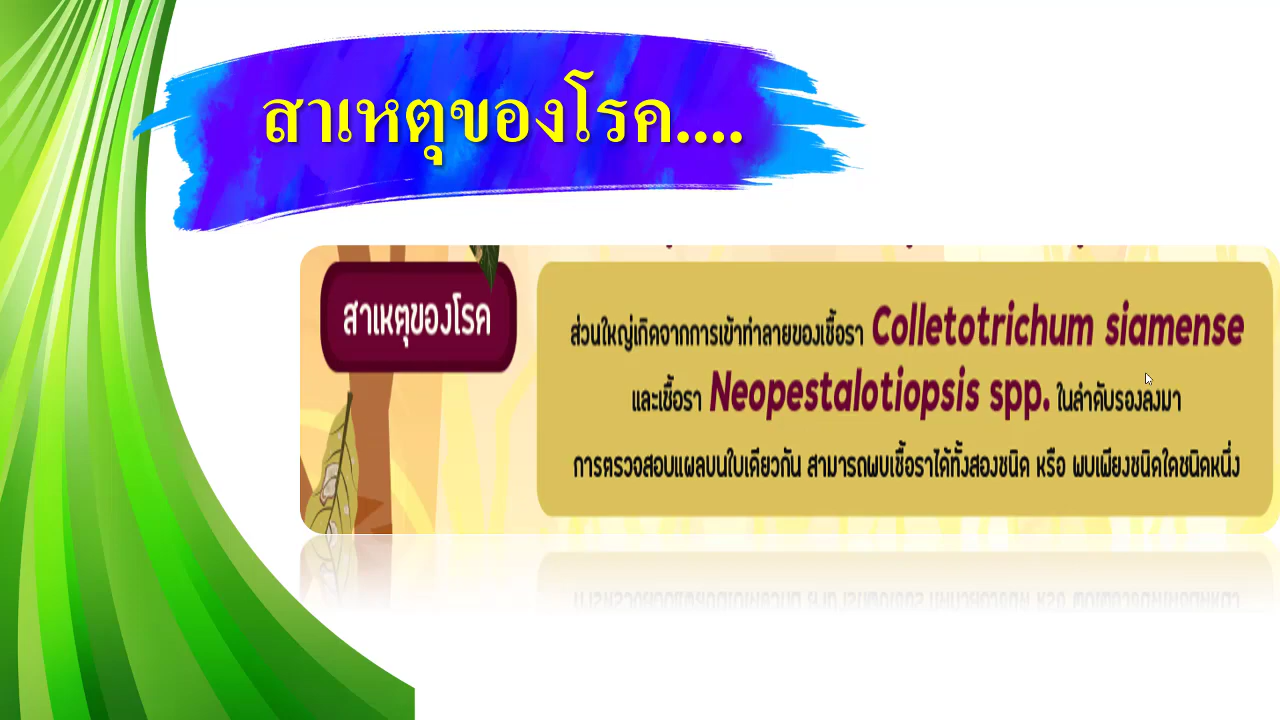 สาเหตุของโรค....
สาเหตุของโรค
ส่วนใหญ่เกิดจากการเข้าทำลายของเชื้อรา Colletotrichum siamense
และเชื้อรา Neopestalotiopsis spp. ในลำดับรองลงมา
การตรวจสอบแผลบนใบเดียวกัน สามารถพบเชื้อราได้ทั้งสองชนิด หรือ พบเพียงชนิดใดชนิดหนึ่ง